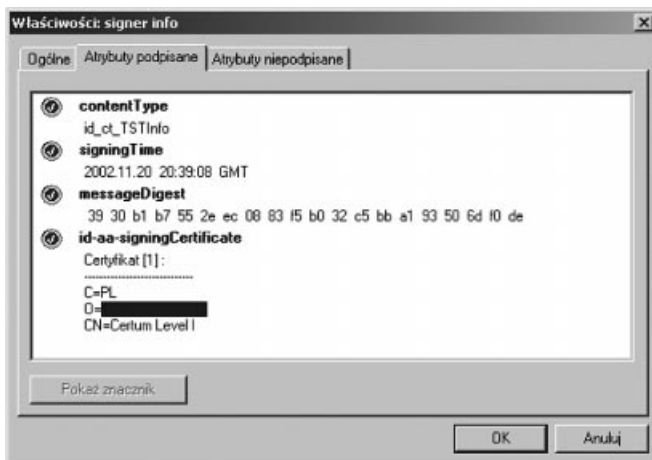 Właściwości: signer info
Ogólne Atrybuty podpisane Atrybuty niepodpisane
contentType
id_ct_TSTInfo
signingTime
2002.11.20 20:39:08 GMT
messageDigest
39 30 b1 b7 55 2e ec 08 83 f5 b0 32 c5 bb a1 93 50 6d f0 de
id-aa-signingCertificate
Certyfikat [1] :
----------------------------
C=PL
O=
CN=Certum Level I
Pokaż znacznik
OK Anuluj